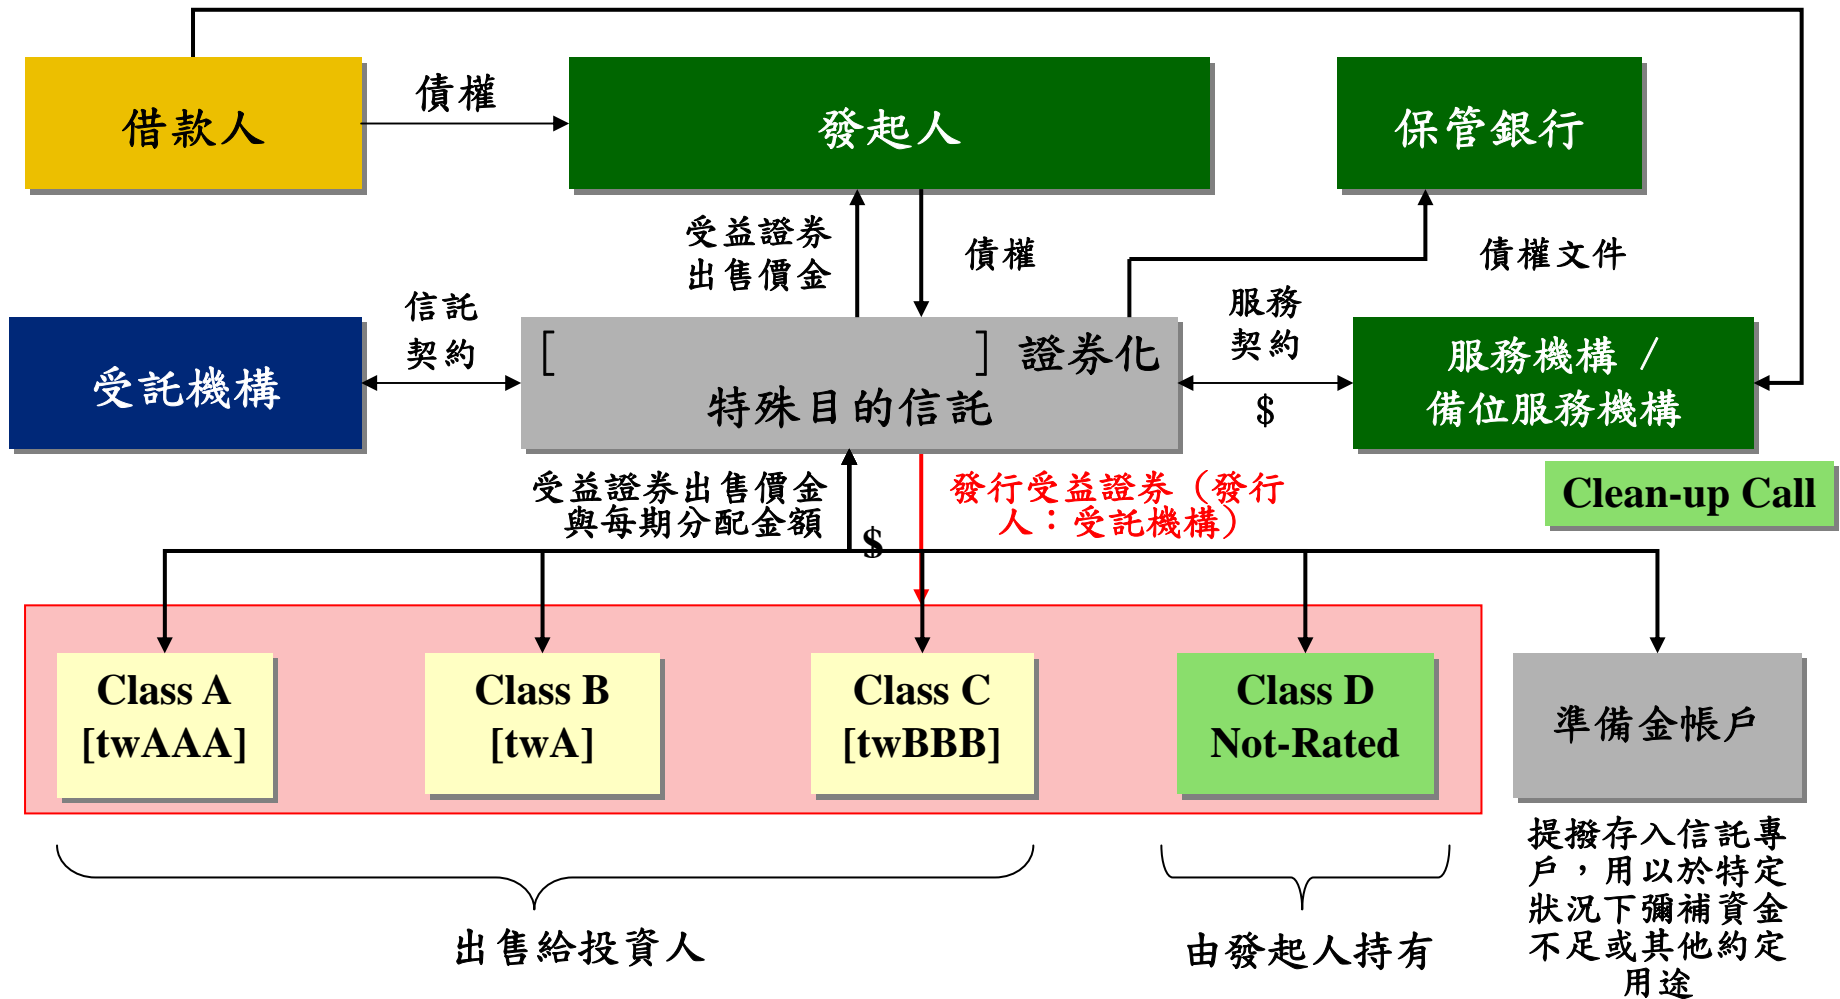 債權
借款人
發起人
保管銀行
受益證券
出售價金
債權
債權文件
信託
契約
服務
契約
受託機構
[ ] 證券化
特殊目的信託
$
服務機構 /
備位服務機構
受益證券出售價金
與每期分配金額
發行受益證券（發行
人：受託機構）
Clean-up Call
$
Class A
[twAAA]
Class B
[twA]
Class C
[twBBB]
Class D
Not-Rated
準備金帳戶
提撥存入信託專
戶，用以於特定
狀況下彌補資金
不足或其他約定
用途
出售給投資人
由發起人持有